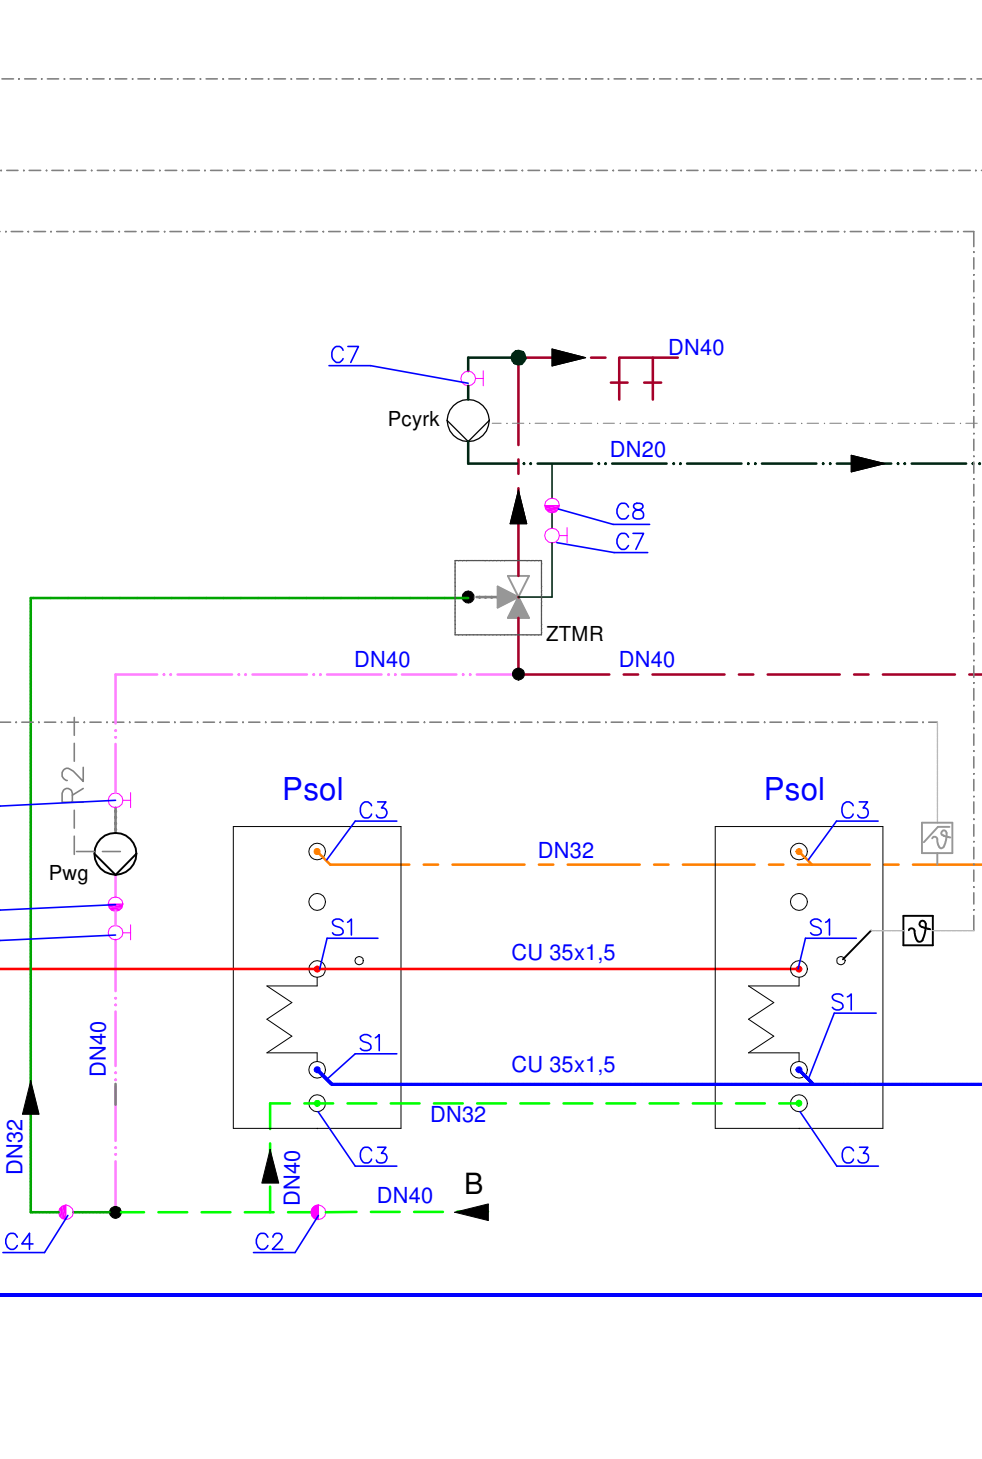 DN40
C7
Pcyrk
DN20
C8
C7
ZTMR
DN40
DN40
R2
Psol
Psol
C3
C3
DN32
Pwg
S1
S1
CU 35x1,5
S1
S1
DN40
CU 35x1,5
DN32
DN32
C3
C3
DN40
DN40
B
C4
C2